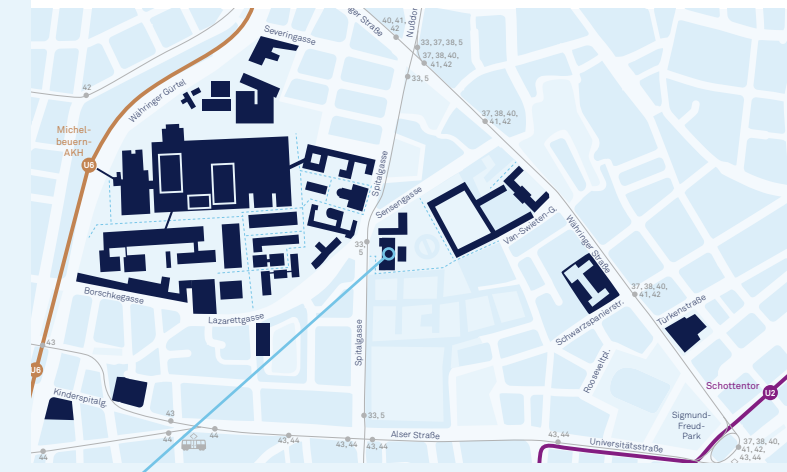 40, 41,
42
ger Straße
Nußdor
Severingasse
33, 37, 38, 5
37, 38, 40,
41, 42
33, 5
42
Währinger Gürtel
37, 38, 40,
41, 42
Michel-
beuern-
AKH
U6
Spitalgasse
Sensengasse
Van-Swieten-G.
Währinger Straße
33,
5
Borschkegasse
37, 38, 40,
41, 42
Türkenstraße
Lazarettgasse
Schwarzspanierstr.
Spitalgasse
43
U6
Rooseveltpl.
Schottentor
U2
Kinderspitalg.
43
33, 5
Sigmund-
Freud-
Park
44
44
43, 44
43, 44
43, 44
Alser Straße
43, 44
Universitätsstraße
37, 38, 40,
41, 42,
43, 44
44